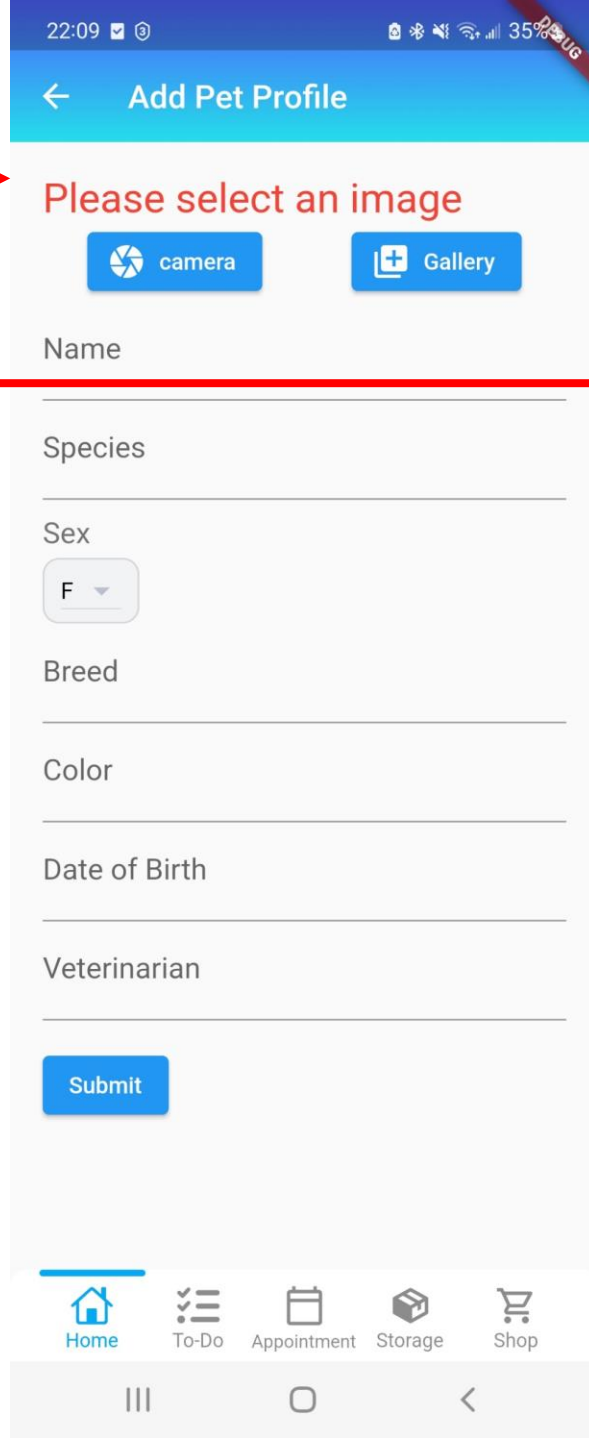 22:09 3 35%
DEBUG
Add Pet Profile
Please select an image
camera Gallery
Name
Species
Sex
F
Breed
Color
Date of Birth
Veterinarian
Submit
Home To-Do Appointment Storage Shop